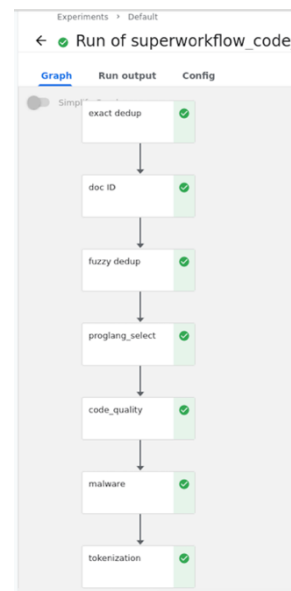 Experiments > Default
← Run of superworkflow_code
Graph Run output Config
Simpl
exact dedup
doc ID
fuzzy dedup
proglang_select
code_quality
malware
tokenization